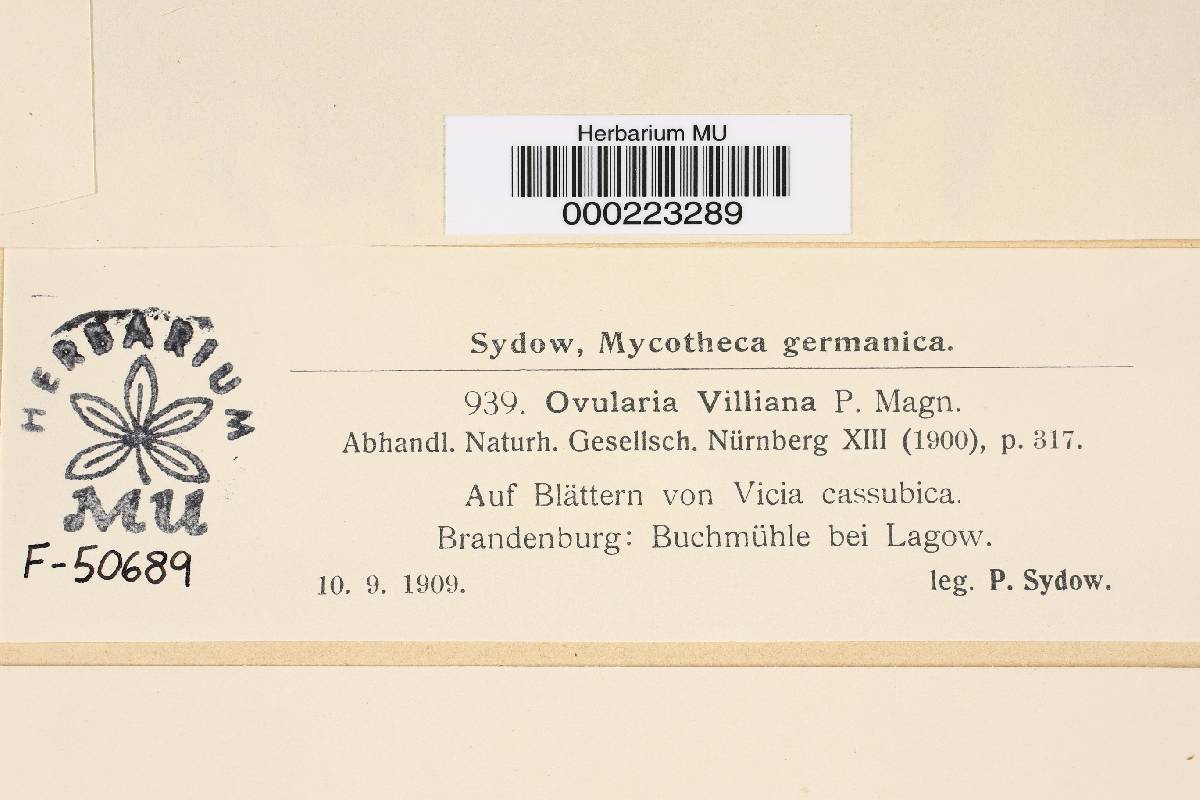 Herbarium MU
000223289
HERBARIUM
MU
F-50689
Sydow, Mycotheca germanica.
939. Ovularia Villiana P. Magn.
Abhandl. Naturh. Gesellsch. Nürnberg XIII (1900), p. 317.
Auf Blättern von Vicia cassubica.
Brandenburg: Buchmühle bei Lagow.
10. 9. 1909. leg. P. Sydow.